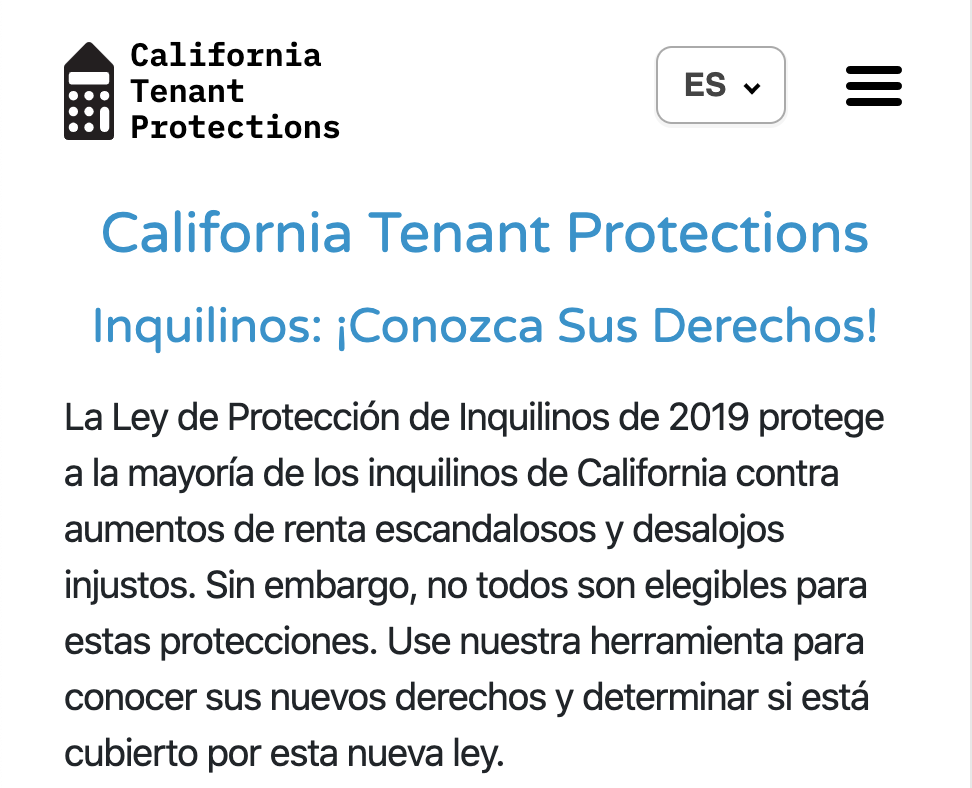 California
Tenant
Protections
ES
California Tenant Protections
Inquilinos: ¡Conozca Sus Derechos!
La Ley de Protección de Inquilinos de 2019 protege
a la mayoría de los inquilinos de California contra
aumentos de renta escandalosos y desalojos
injustos. Sin embargo, no todos son elegibles para
estas protecciones. Use nuestra herramienta para
conocer sus nuevos derechos y determinar si está
cubierto por esta nueva ley.